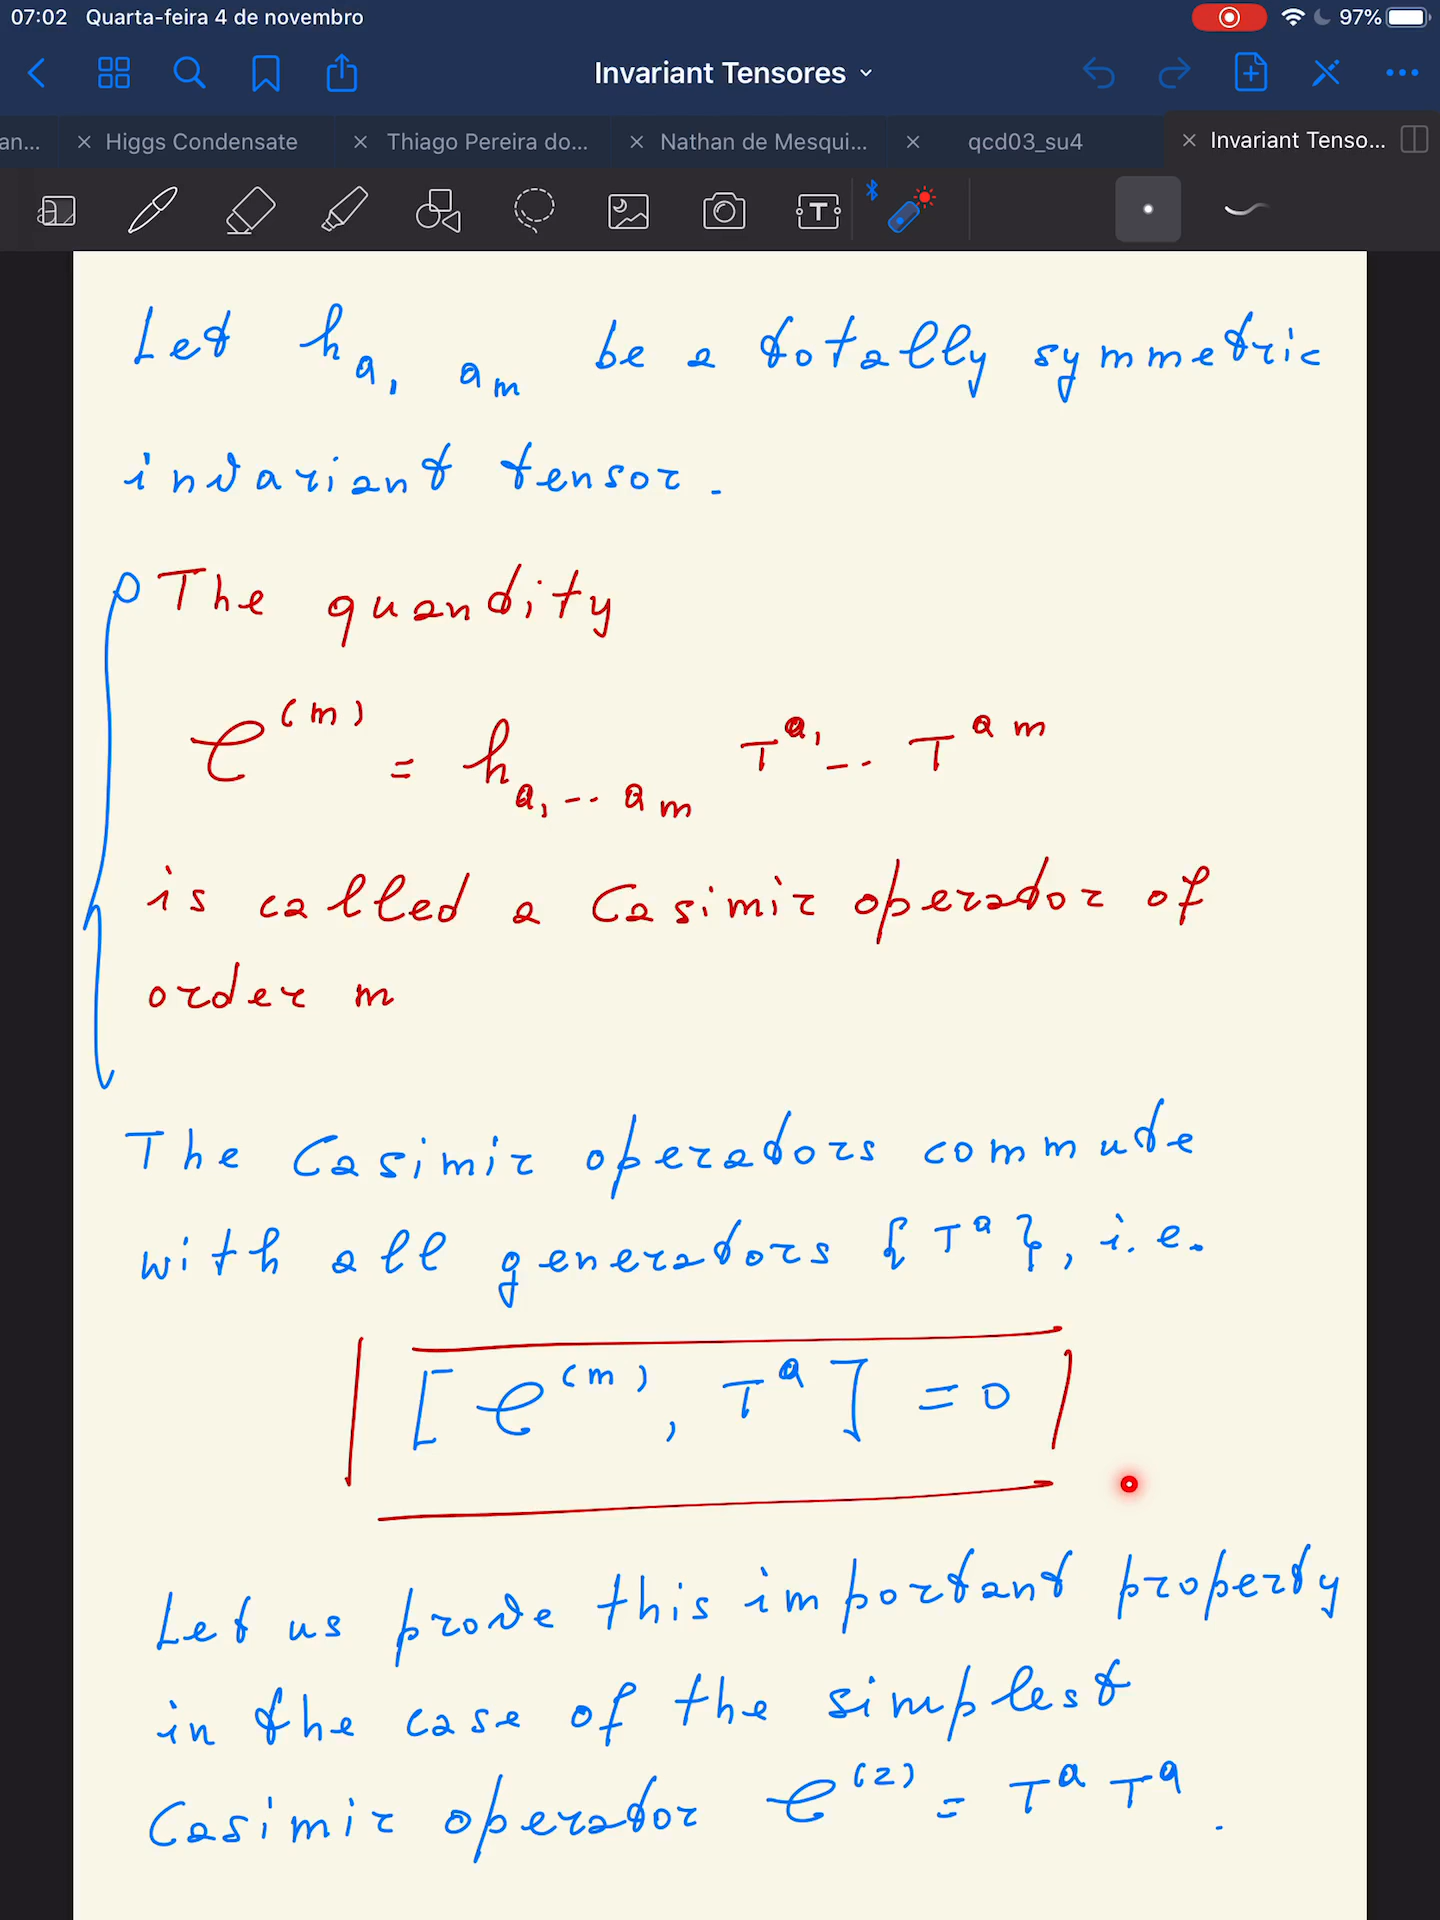 07:02 Quarta-feira 4 de novembro 97%
Invariant Tensores
an... × Higgs Condensate × Thiago Pereira do... × Nathan de Mesqui... × qcd03_su4 × Invariant Tenso...
Let h_{a_1 a_m} be a totally symmetric
invariant tensor.
The quantity
C^{(m)} = h_{a_1 -- a_m} T^{a_1} -- T^{a_m}
is called a Casimir operator of
order m
The Casimir operators commute
with all generators {T^a}, i.e.
[C^{(m)}, T^a] = 0
Let us prove this important property
in the case of the simplest
Casimir operator C^{(2)} = T^a T^a.